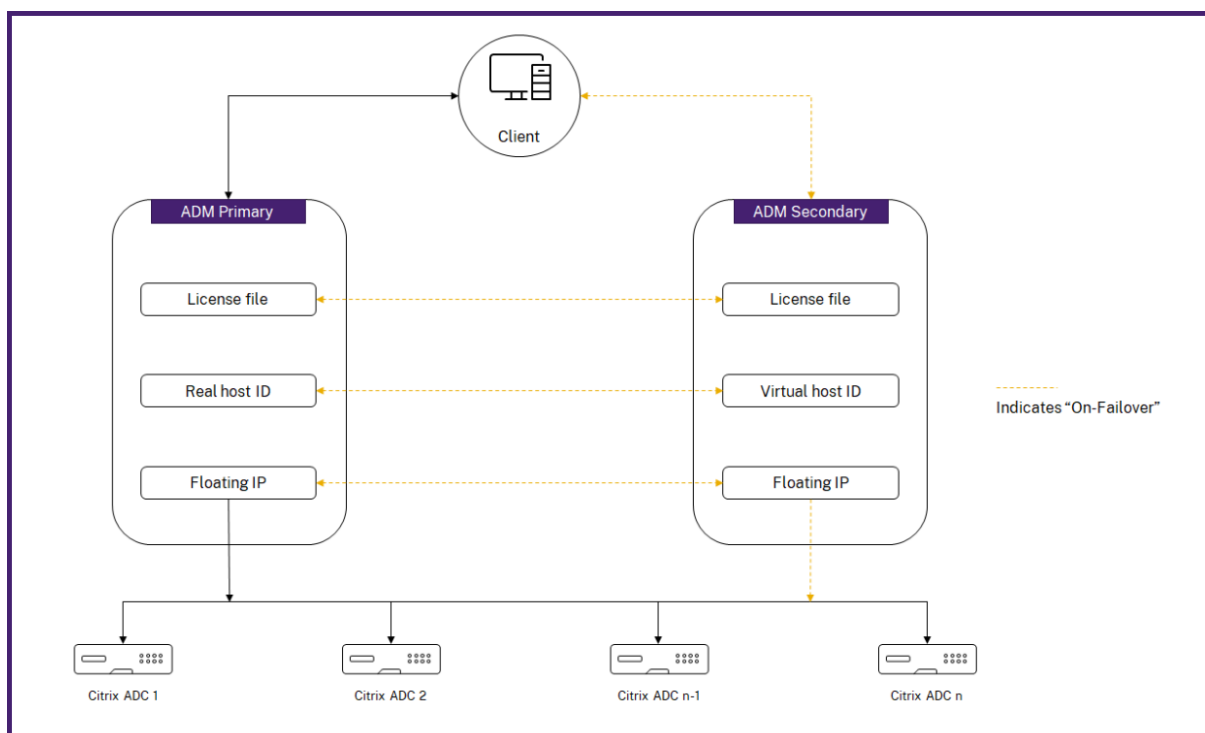 Client
ADM Primary
ADM Secondary
License file
License file
Real host ID
Virtual host ID
Indicates “On-Failover”
Floating IP
Floating IP
Citrix ADC 1
Citrix ADC 2
Citrix ADC n-1
Citrix ADC n